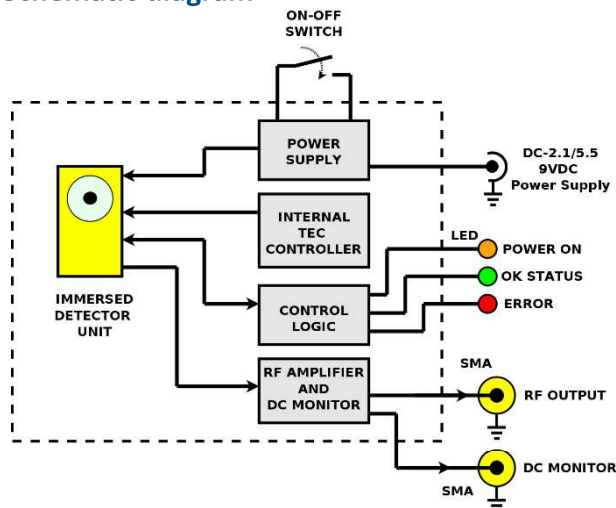 ON-OFF
SWITCH
POWER
SUPPLY
DC-2.1/5.5
9VDC
Power Supply
INTERNAL
TEC
CONTROLLER
LED
POWER ON
OK STATUS
ERROR
IMMERSED
DETECTOR
UNIT
CONTROL
LOGIC
RF AMPLIFIER
AND
DC MONITOR
SMA
RF OUTPUT
DC MONITOR
SMA